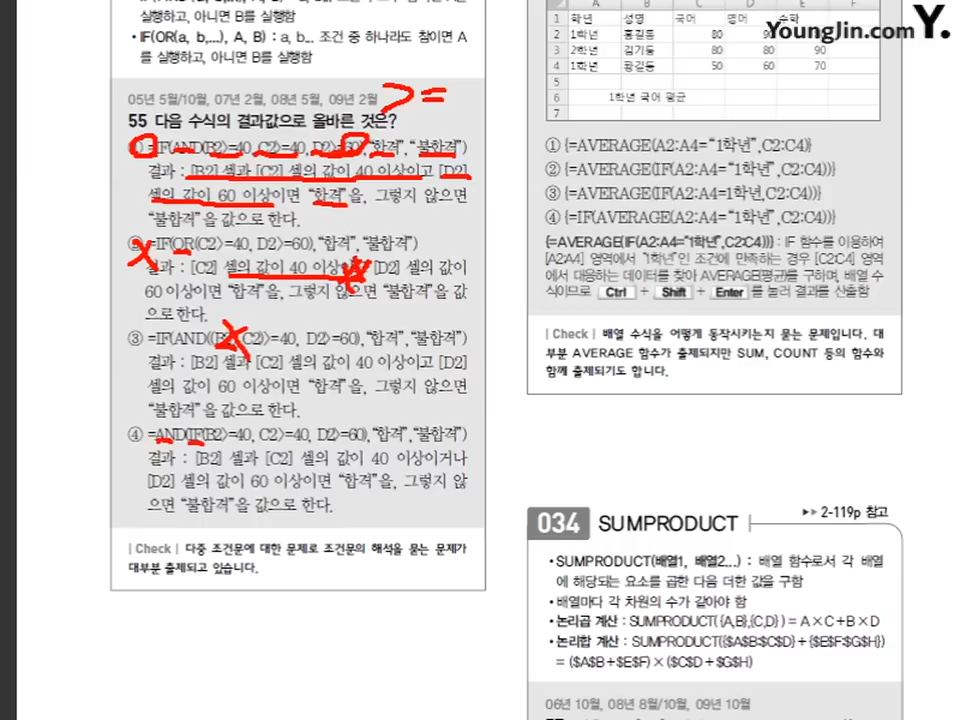 실행하고, 아니면 B를 실행함
• IF(OR(a, b,...), A, B) : a, b... 조건 중 하나라도 참이면 A
를 실행하고, 아니면 B를 실행함
05년 5월/10월, 07년 2월, 08년 5월, 09년 2월
>=
55 다음 수식의 결과값으로 올바른 것은?
① =IF(AND(B2>=40, C2>=40, D2>=60), "합격", "불합격")
결과 : [B2] 셀과 [C2] 셀의 값이 40 이상이고 [D2]
셀의 값이 60 이상이면 "합격"을, 그렇지 않으면
"불합격"을 값으로 한다.
② =IF(OR(C2>=40, D2>=60), "합격", "불합격")
결과 : [C2] 셀의 값이 40 이상 [D2] 셀의 값이
60 이상이면 "합격"을, 그렇지 않으면 "불합격"을 값
으로 한다.
③ =IF(AND((B2, C2)>=40, D2>=60), "합격", "불합격")
결과 : [B2] 셀과 [C2] 셀의 값이 40 이상이고 [D2]
셀의 값이 60 이상이면 "합격"을, 그렇지 않으면
"불합격"을 값으로 한다.
④ =AND(IF(B2>=40, C2>=40, D2>=60), "합격", "불합격")
결과 : [B2] 셀과 [C2] 셀의 값이 40 이상이거나
[D2] 셀의 값이 60 이상이면 "합격"을, 그렇지 않
으면 "불합격"을 값으로 한다.
| Check | 다중 조건문에 대한 문제로 조건문의 해석을 묻는 문제가
대부분 출제되고 있습니다.
YoungJin.com Y.
1 학년 성명 국어 영어 수학
2 1학년 홍길동 80
3 2학년 김기동 80 80 90
4 1학년 왕길동 50 60 70
5
6 1학년 국어 평균
7
① {=AVERAGE(A2:A4="1학년",C2:C4)}
② {=AVERAGE(IF(A2:A4="1학년",C2:C4))}
③ {=AVERAGE(IF(A2:A4=1학년,C2:C4))}
④ {=IF(AVERAGE(A2:A4="1학년",C2:C4))}
{=AVERAGE(IF(A2:A4="1학년",C2:C4))} : IF 함수를 이용하여
[A2:A4] 영역에서 "1학년"인 조건에 만족하는 경우 [C2:C4] 영역
에서 대응하는 데이터를 찾아 AVERAGE(평균)를 구하며, 배열 수
식이므로 Ctrl + Shift + Enter 를 눌러 결과를 산출함
| Check | 배열 수식을 어떻게 동작시키는지 묻는 문제입니다. 대
부분 AVERAGE 함수가 출제되지만 SUM, COUNT 등의 함수와
함께 출제되기도 합니다.
034 SUMPRODUCT ▸▸ 2-119p 참고
• SUMPRODUCT(배열1, 배열2...) : 배열 함수로서 각 배열
에 해당되는 요소를 곱한 다음 더한 값을 구함
• 배열마다 각 차원의 수가 같아야 함
• 논리곱 계산 : SUMPRODUCT( {A,B},{C,D} ) = A×C+B×D
• 논리합 계산 : SUMPRODUCT({$A$B:$C$D} + {$E$F:$G$H})
= ($A$B + $E$F) × ($C$D + $G$H)
06년 10월, 08년 8월/10월, 09년 10월